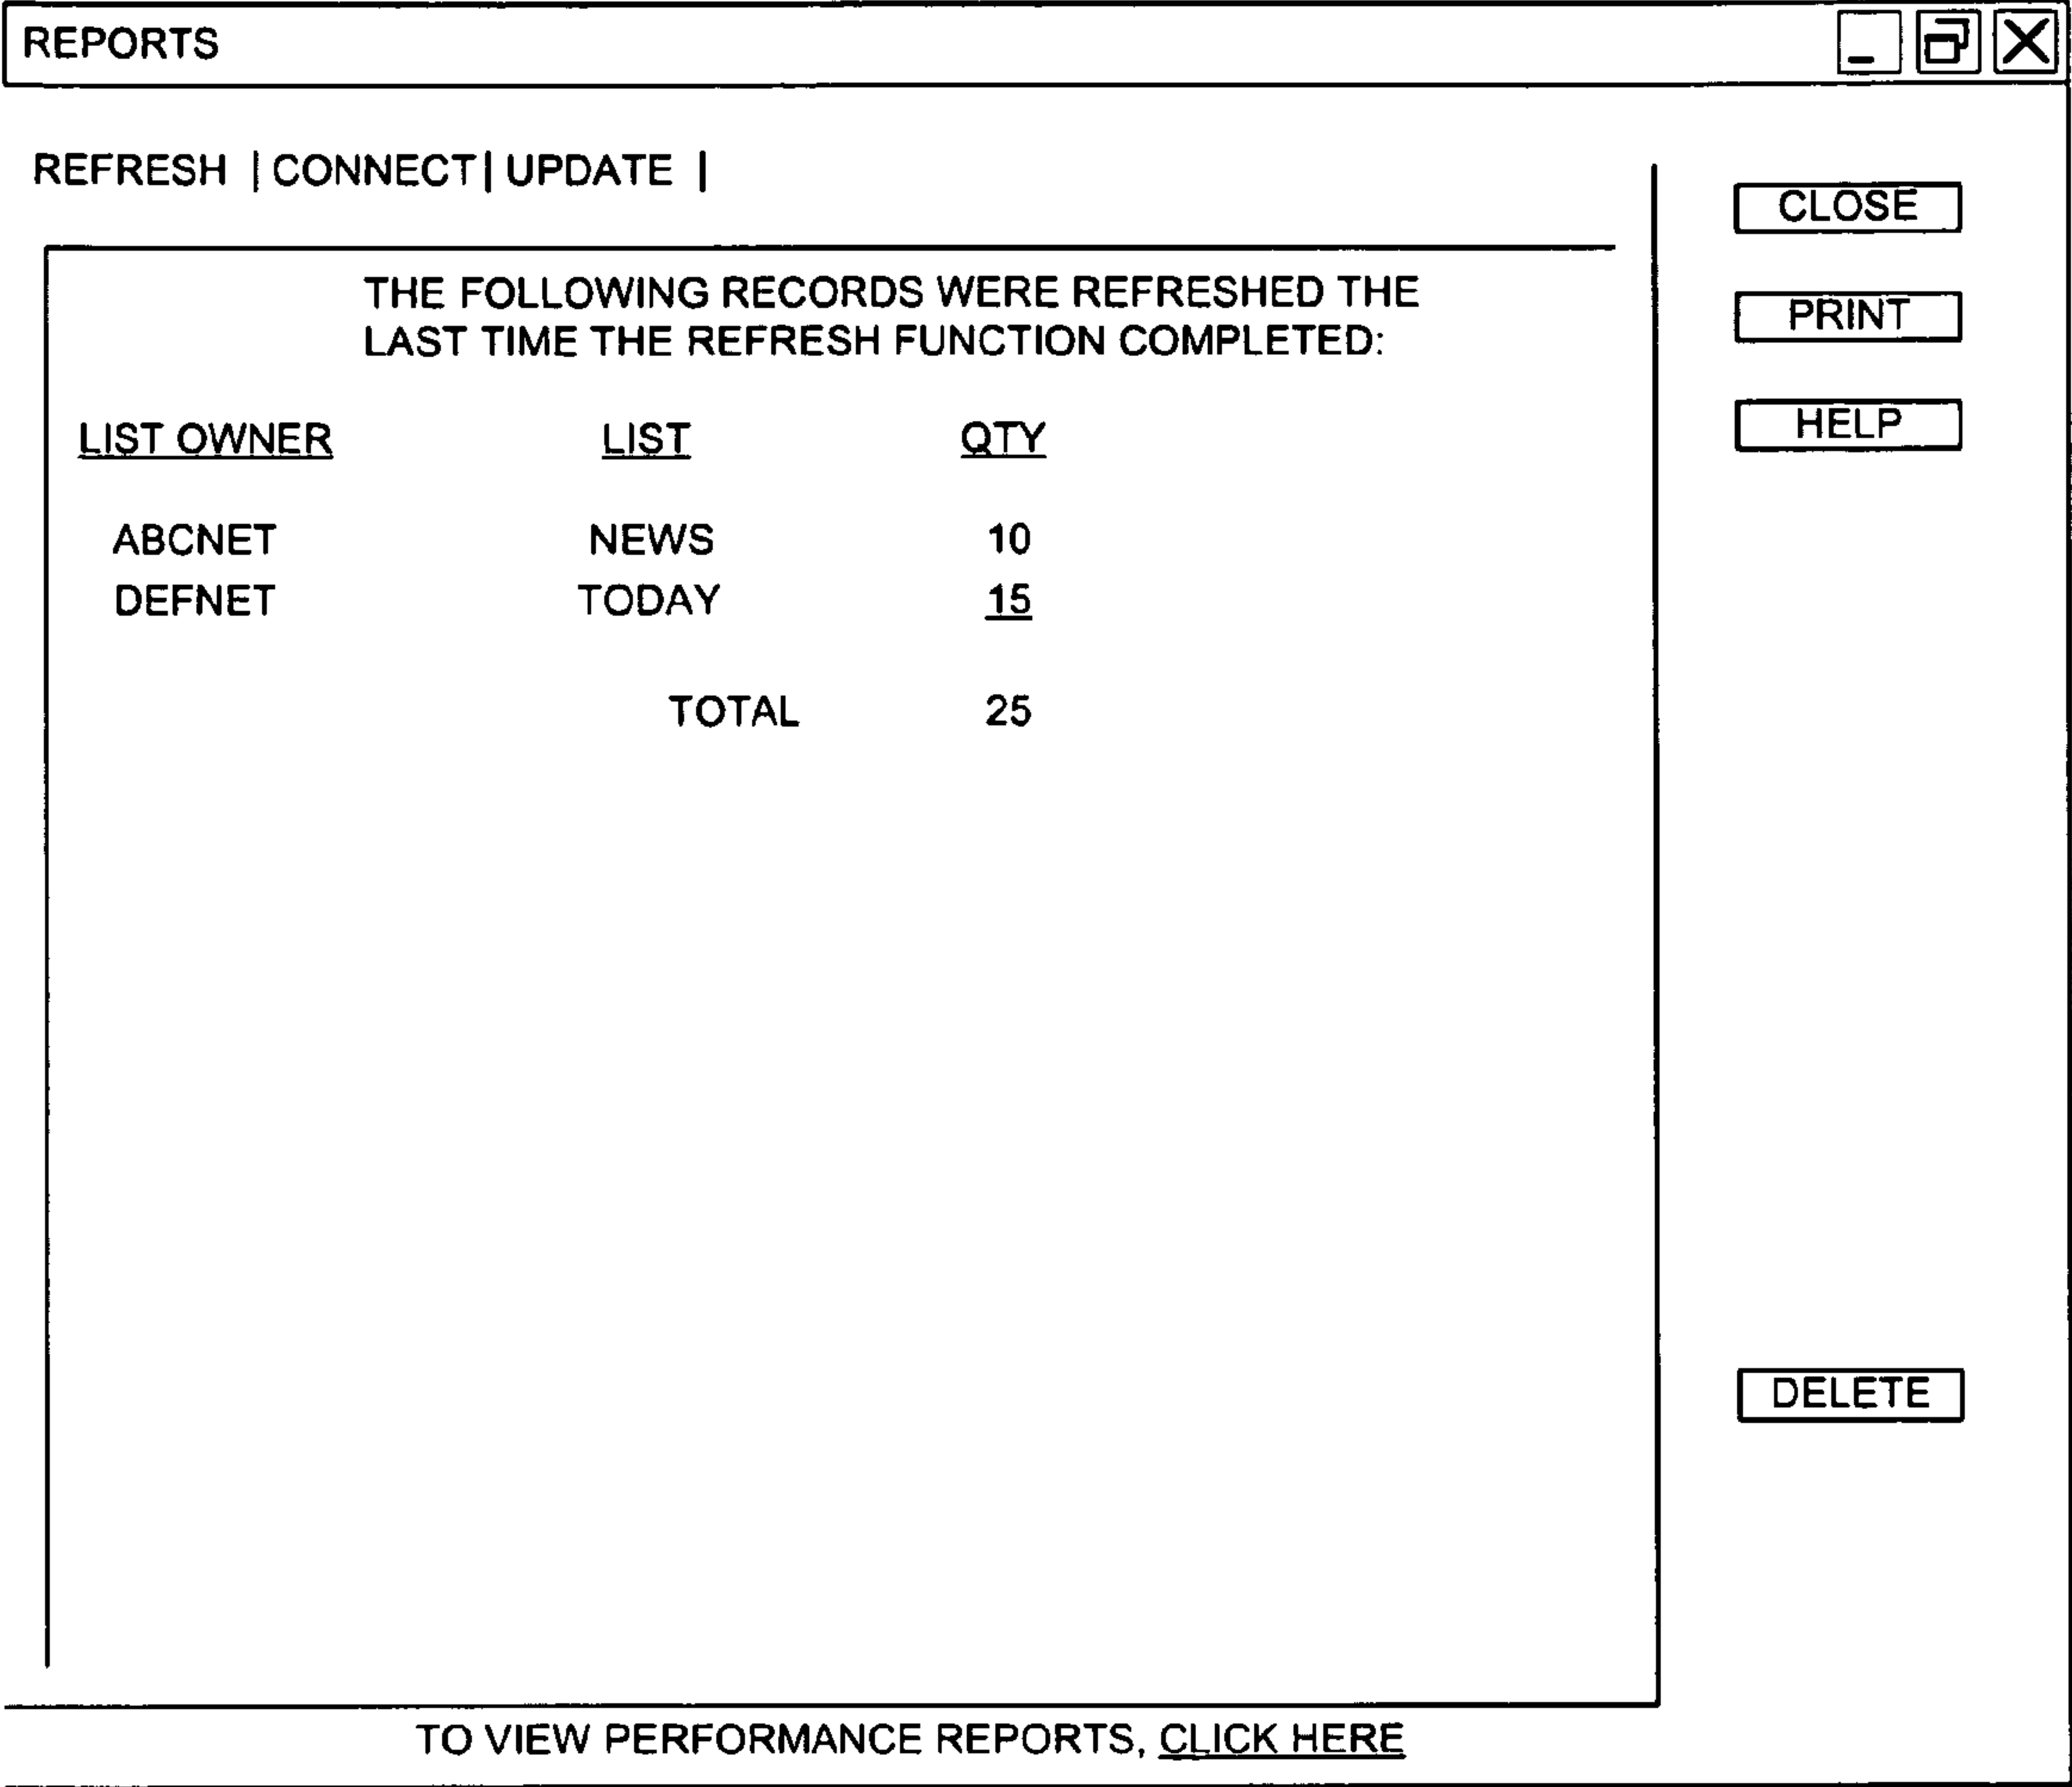 REPORTS
REFRESH | CONNECT | UPDATE |
CLOSE
PRINT
HELP
THE FOLLOWING RECORDS WERE REFRESHED THE
LAST TIME THE REFRESH FUNCTION COMPLETED:
LIST OWNER LIST QTY
ABCNET NEWS 10
DEFNET TODAY 15
TOTAL 25
DELETE
TO VIEW PERFORMANCE REPORTS, CLICK HERE